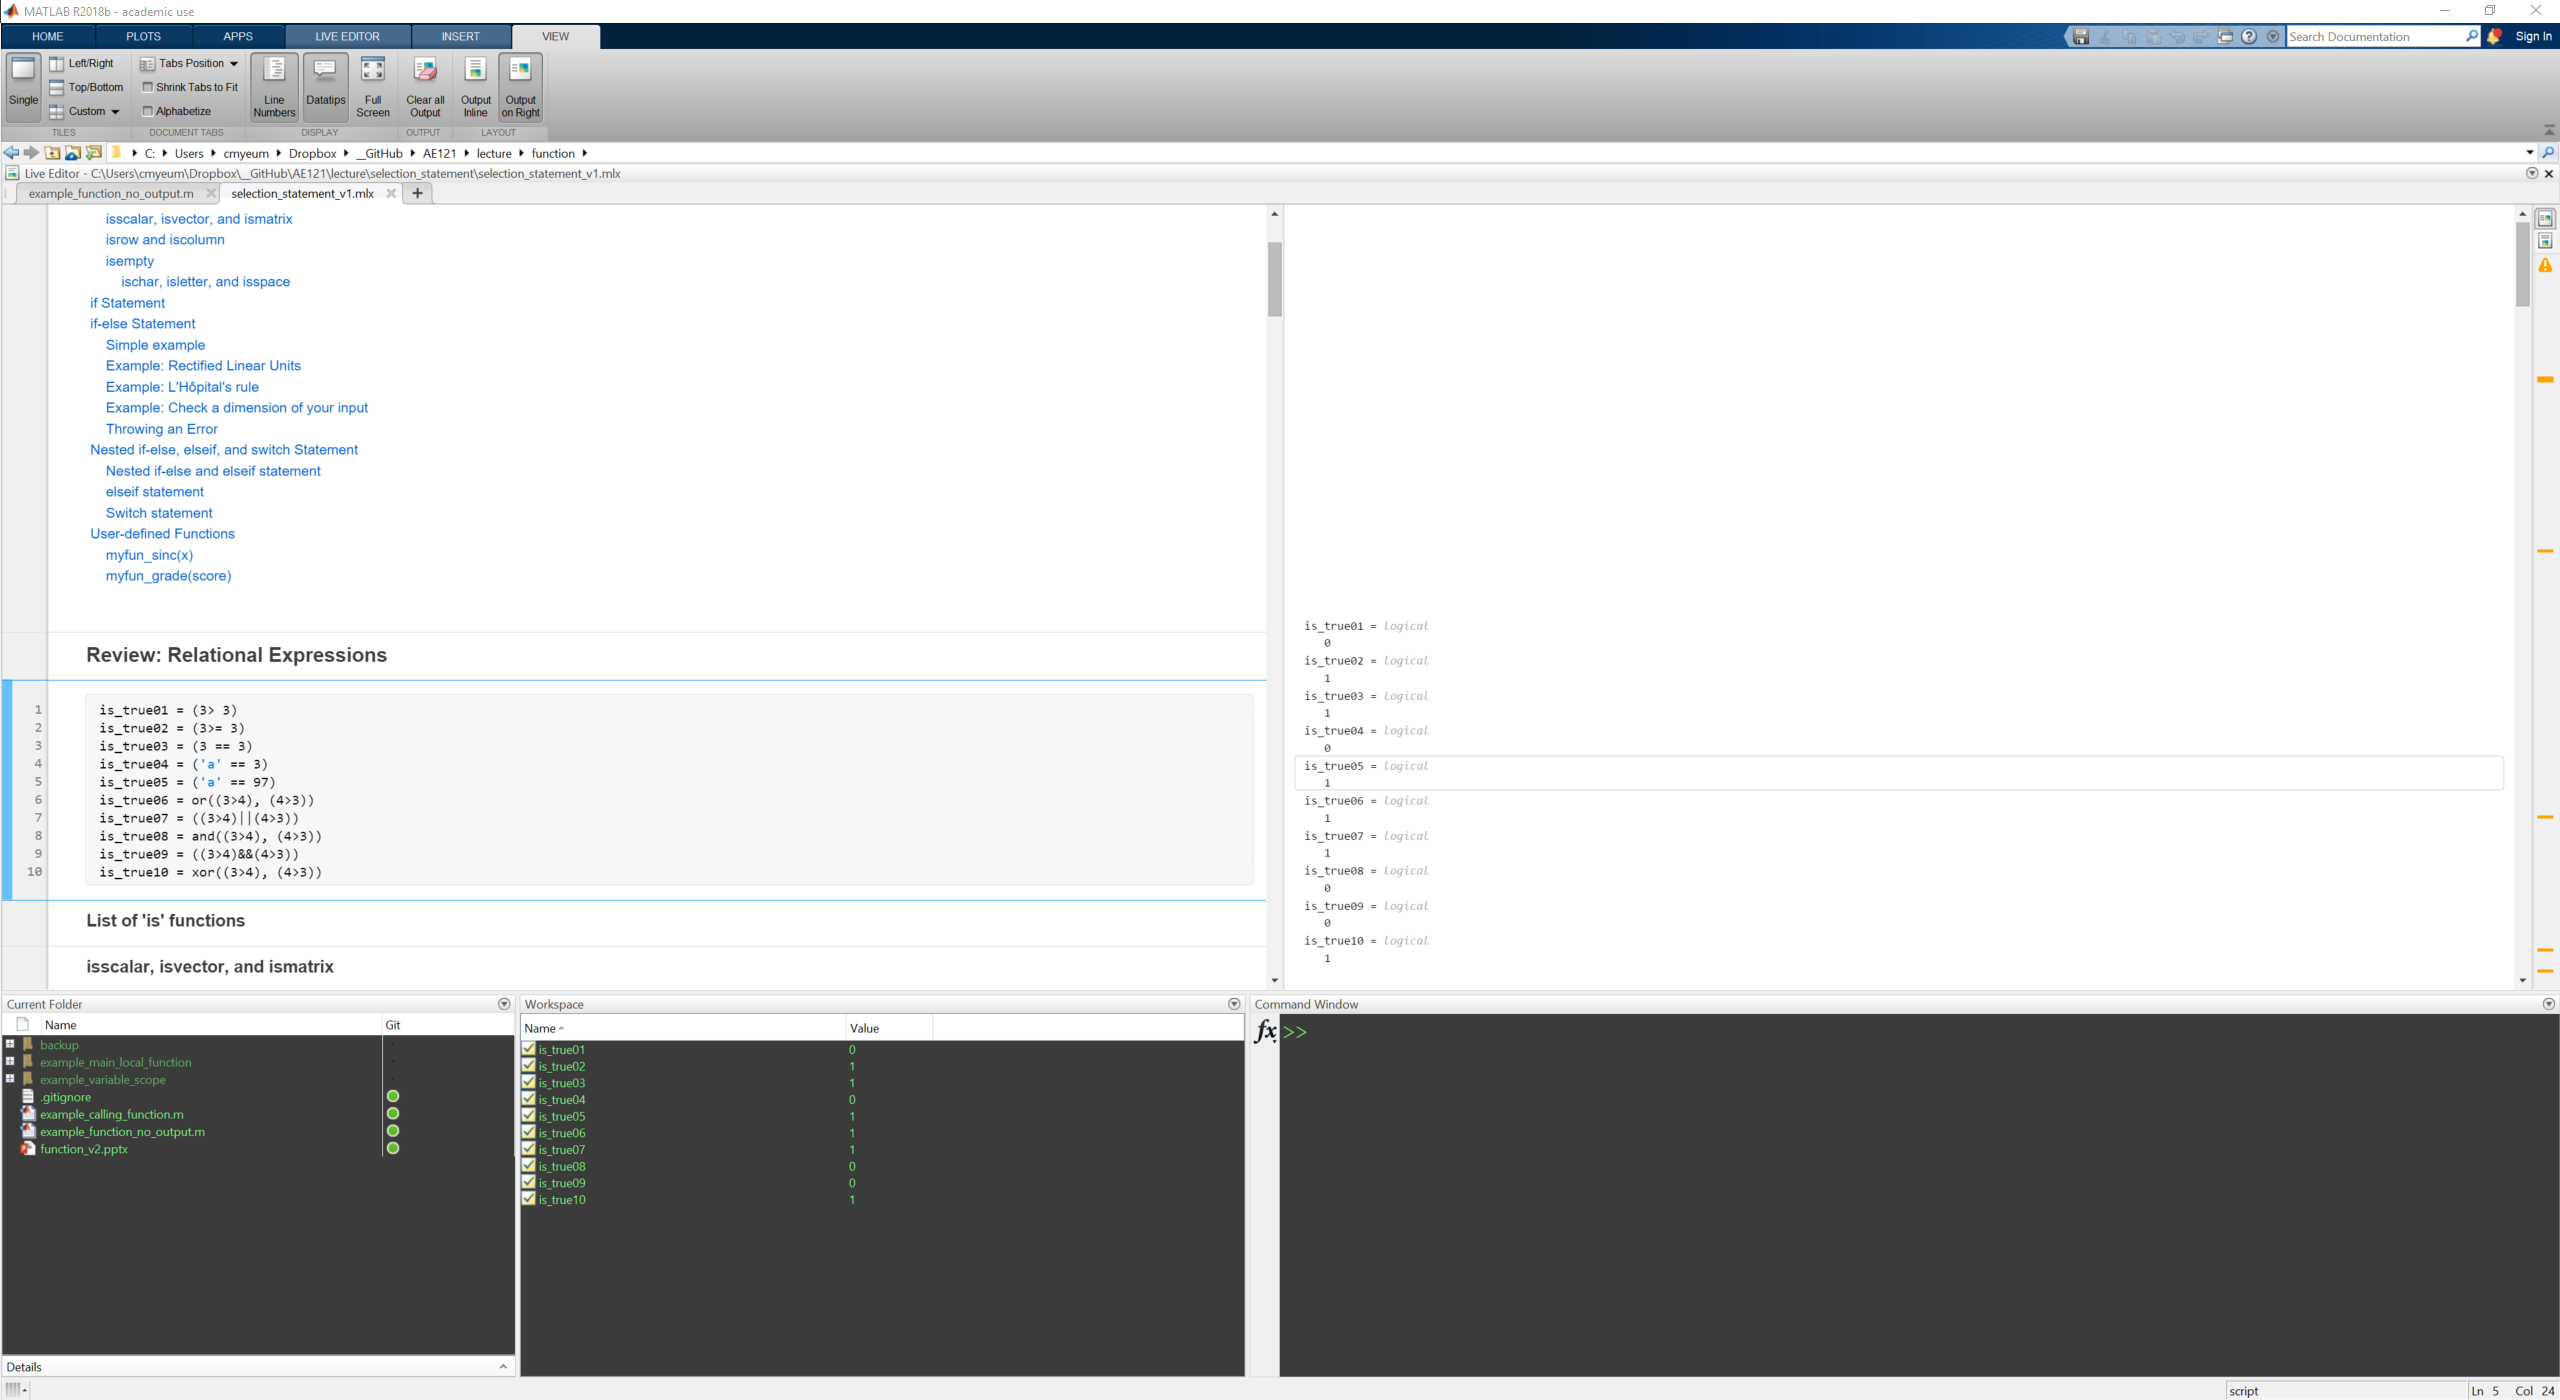 MATLAB R2018b - academic use
HOME PLOTS APPS LIVE EDITOR INSERT VIEW Search Documentation Sign In
Single Left/Right Top/Bottom Custom Tabs Position Shrink Tabs to Fit Alphabetize Line Numbers Datatips Full Screen Clear all Output Output Inline Output on Right
TILES DOCUMENT TABS DISPLAY OUTPUT LAYOUT
C: Users cmyeum Dropbox __GitHub AE121 lecture function
Live Editor - C:\Users\cmyeum\Dropbox\__GitHub\AE121\lecture\selection_statement\selection_statement_v1.mlx
example_function_no_output.m selection_statement_v1.mlx +
isscalar, isvector, and ismatrix
isrow and iscolumn
isempty
ischar, isletter, and isspace
if Statement
if-else Statement
Simple example
Example: Rectified Linear Units
Example: L'Hôpital's rule
Example: Check a dimension of your input
Throwing an Error
Nested if-else, elseif, and switch Statement
Nested if-else and elseif statement
elseif statement
Switch statement
User-defined Functions
myfun_sinc(x)
myfun_grade(score)
Review: Relational Expressions
1 is_true01 = (3> 3)
2 is_true02 = (3>= 3)
3 is_true03 = (3 == 3)
4 is_true04 = ('a' == 3)
5 is_true05 = ('a' == 97)
6 is_true06 = or((3>4), (4>3))
7 is_true07 = ((3>4)||(4>3))
8 is_true08 = and((3>4), (4>3))
9 is_true09 = ((3>4)&&(4>3))
10 is_true10 = xor((3>4), (4>3))
List of 'is' functions
isscalar, isvector, and ismatrix
is_true01 = logical
0
is_true02 = logical
1
is_true03 = logical
1
is_true04 = logical
0
is_true05 = logical
1
is_true06 = logical
1
is_true07 = logical
1
is_true08 = logical
0
is_true09 = logical
0
is_true10 = logical
1
Current Folder
Name Git
backup
example_main_local_function
example_variable_scope
.gitignore
example_calling_function.m
example_function_no_output.m
function_v2.pptx
Details
Workspace
Name Value
is_true01 0
is_true02 1
is_true03 1
is_true04 0
is_true05 1
is_true06 1
is_true07 1
is_true08 0
is_true09 0
is_true10 1
Command Window
fx >>
script Ln 5 Col 24